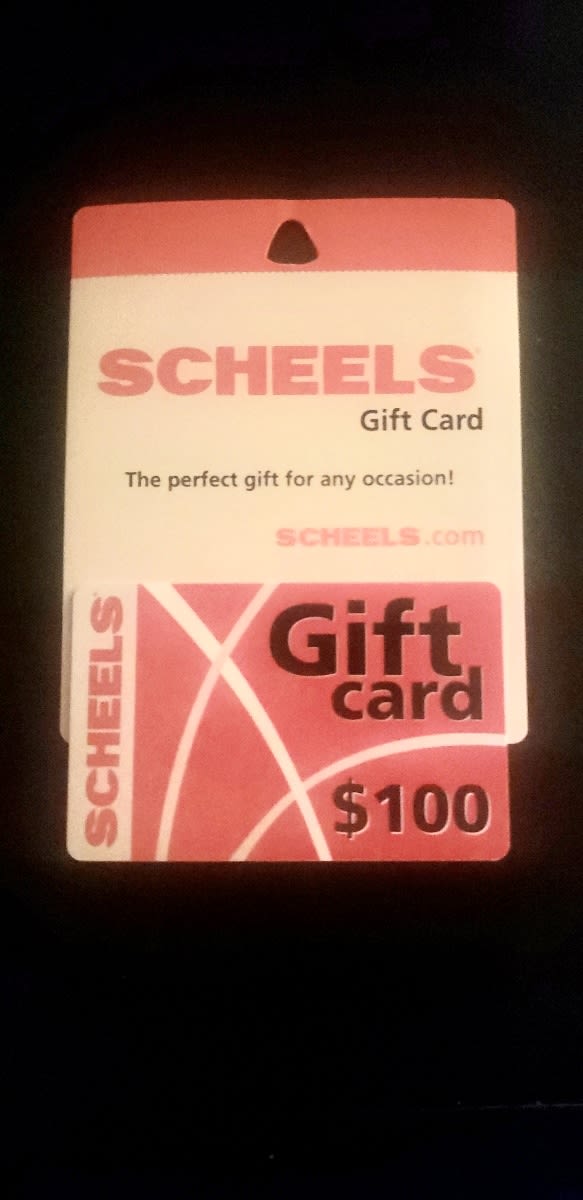 SCHEELS
Gift Card
The perfect gift for any occasion!
SCHEELS.com
SCHEELS
Gift
card
$100